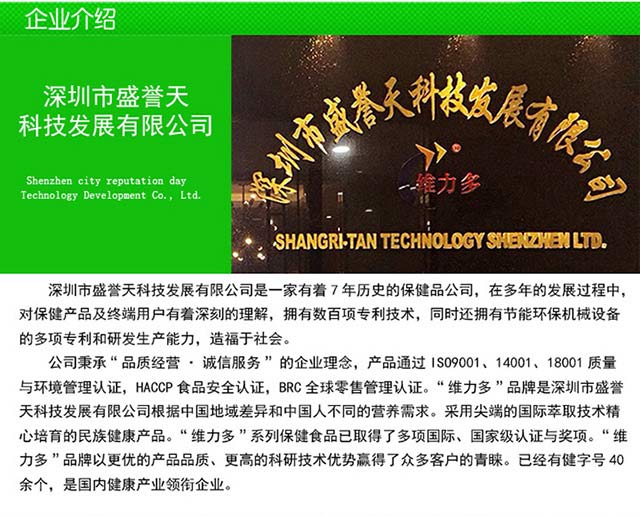 企业介绍
深圳市盛誉天
科技发展有限公司
Shenzhen city reputation day
Technology Development Co., Ltd.
深圳市盛誉天科技发展有限公司
®
维力多
SHANGRI-TAN TECHNOLOGY SHENZHEN LTD.
深圳市盛誉天科技发展有限公司是一家有着7年历史的保健品公司，在多年的发展过程中，
对保健产品及终端用户有着深刻的理解，拥有数百项专利技术，同时还拥有节能环保机械设备
的多项专利和研发生产能力，造福于社会。
公司秉承“品质经营 · 诚信服务”的企业理念，产品通过 ISO9001、14001、18001 质量
与环境管理认证，HACCP 食品安全认证，BRC 全球零售管理认证。“维力多”品牌是深圳市盛誉
天科技发展有限公司根据中国地域差异和中国人不同的营养需求。采用尖端的国际萃取技术精
心培育的民族健康产品。“维力多”系列保健食品已取得了多项国际、国家级认证与奖项。“维
力多”品牌以更优的产品品质、更高的科研技术优势赢得了众多客户的青睐。已经有健字号 40
余个，是国内健康产业领衔企业。